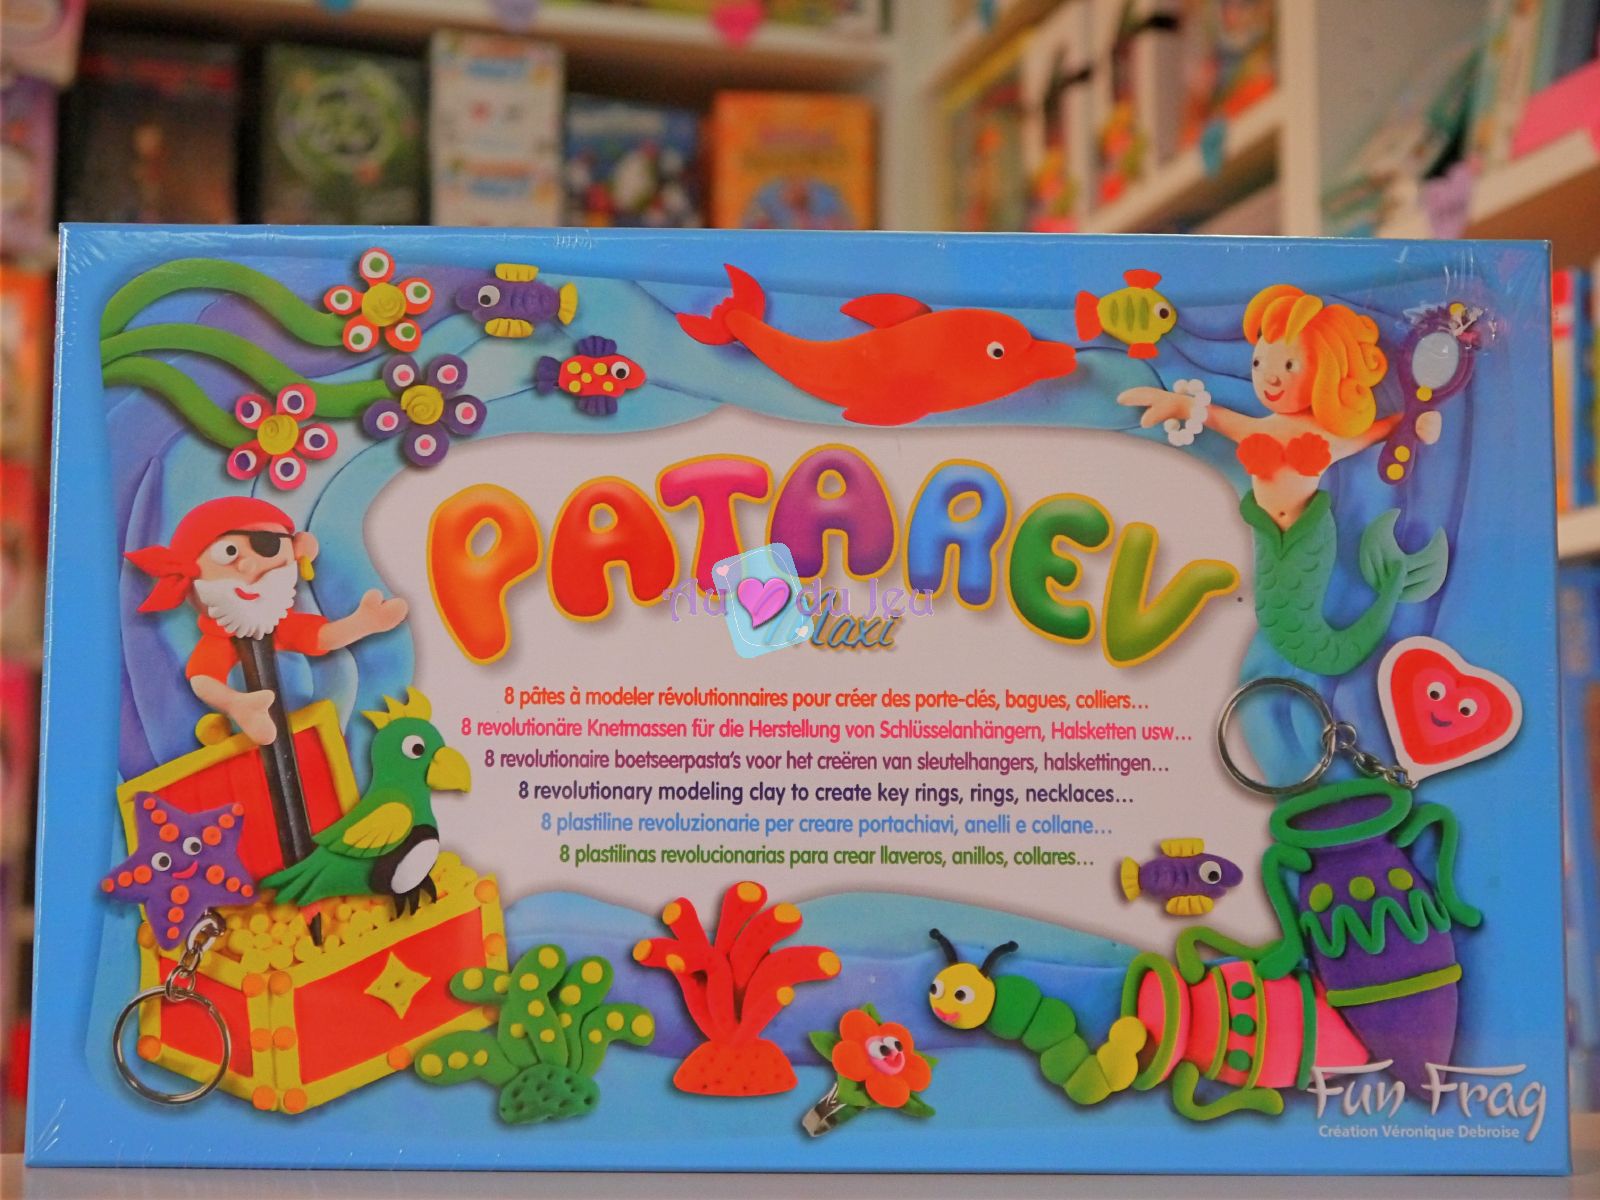 PATAREV
Au du Jeu
Maxi
8 pâtes à modeler révolutionnaires pour créer des porte-clés, bagues, colliers...
8 revolutionäre Knetmassen für die Herstellung von Schlüsselanhängern, Halsketten usw...
8 revolutionaire boetseerpasta's voor het creëren van sleutelhangers, halskettingen...
8 revolutionary modeling clay to create key rings, rings, necklaces...
8 plastiline revoluzionarie per creare portachiavi, anelli e collane...
8 plastilinas revolucionarias para crear llaveros, anillos, collares...
Fun Frag
Création Véronique Debroise